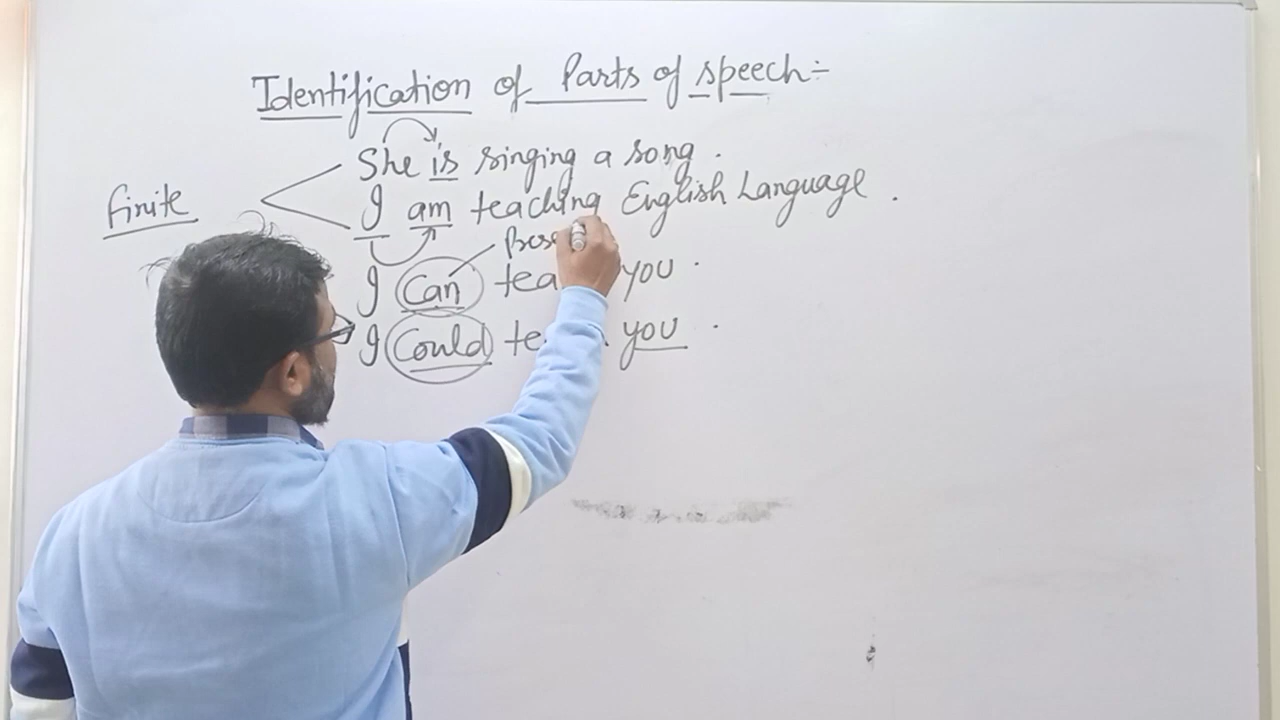 Identification of Parts of speech:-
She is singing a song.
finite
I am teaching English Language.
I Can you.
I Could you.